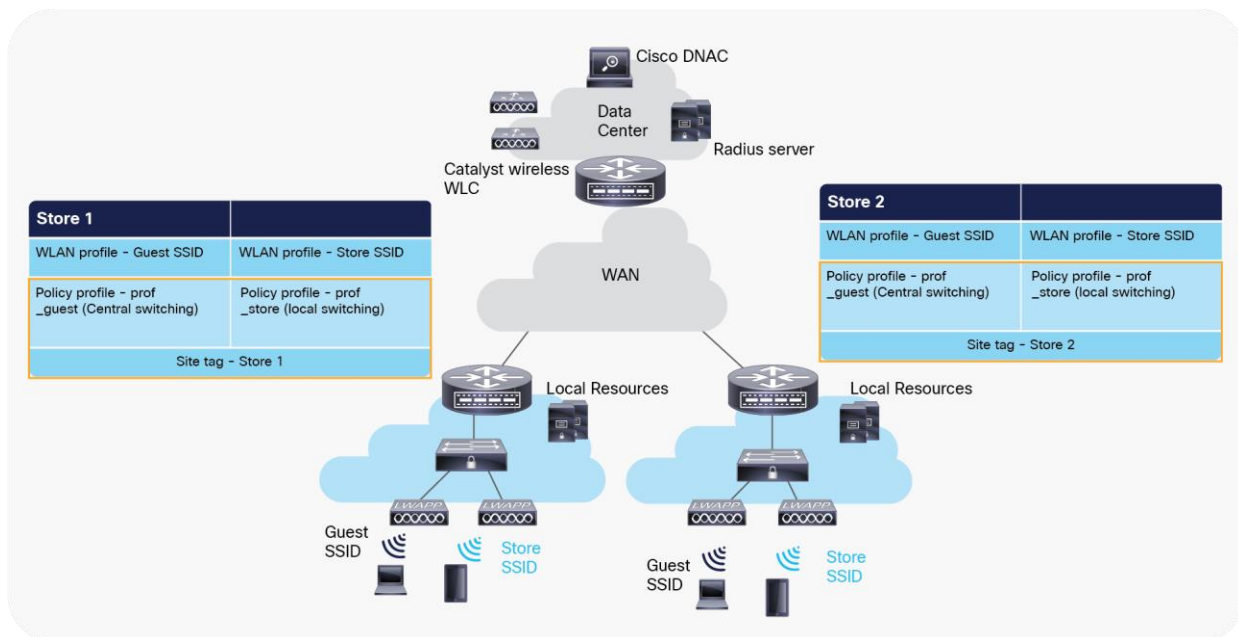 Cisco DNAC
Data
Center
Radius server
Catalyst wireless
WLC
Store 1
WLAN profile - Guest SSID
WLAN profile - Store SSID
Policy profile - prof
_guest (Central switching)
Policy profile - prof
_store (local switching)
Site tag - Store 1
WAN
Store 2
WLAN profile - Guest SSID
WLAN profile - Store SSID
Policy profile - prof
_guest (Central switching)
Policy profile - prof
_store (local switching)
Site tag - Store 2
Local Resources
Local Resources
LWAPP
LWAPP
LWAPP
LWAPP
Guest
SSID
Store
SSID
Guest
SSID
Store
SSID